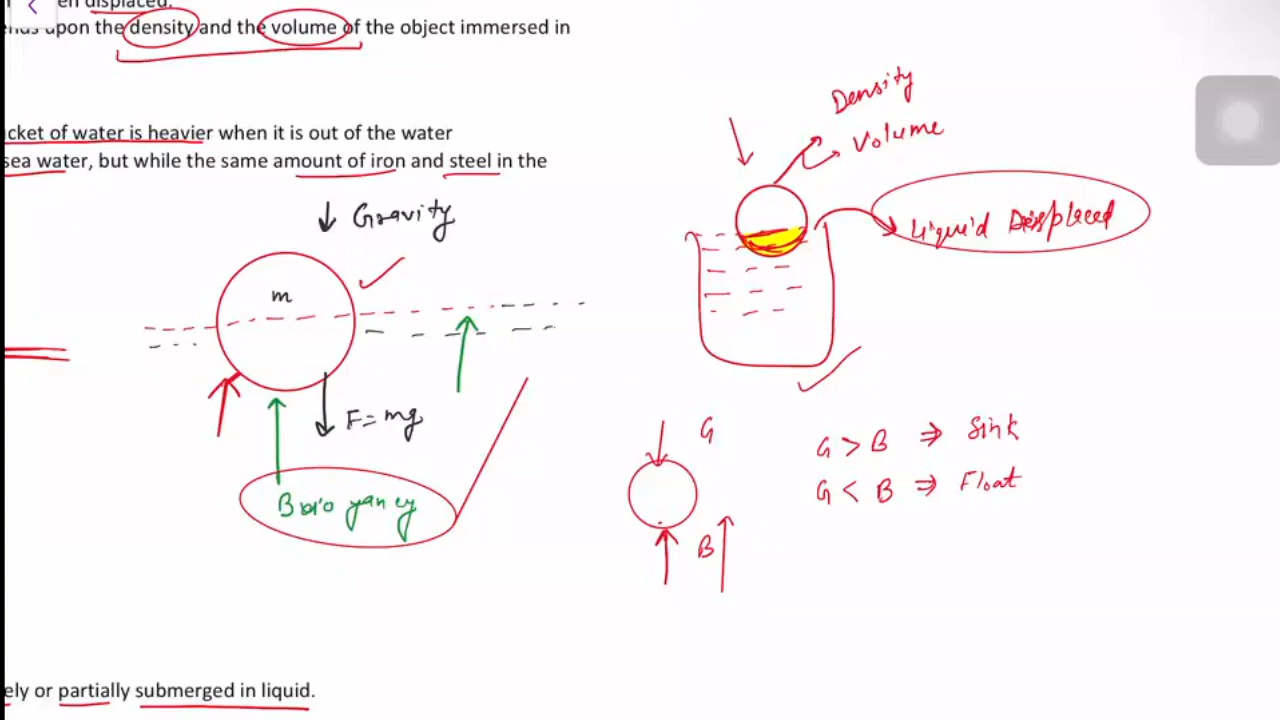 en displaced.
upon the density and the volume of the object immersed in
cket of water is heavier when it is out of the water
sea water, but while the same amount of iron and steel in the
Density
Volume
Gravity
Liquid Displaced
m
F = mg
G
G > B ⇒ Sink
G < B ⇒ Float
B
ely or partially submerged in liquid.